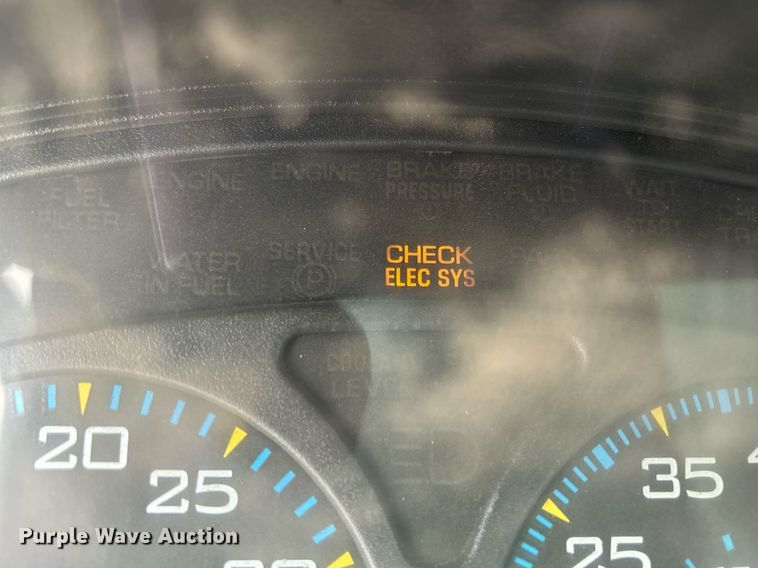 FUEL
FILTER
ENGINE
ENGINE
BRAKE
PRESSURE
BRAKE
FLUID
WAIT
TO
START
WATER
N FUEL
SERVICE
P
CHECK
ELEC SYS
LEVEL
20
25
35
25
Purple Wave Auction